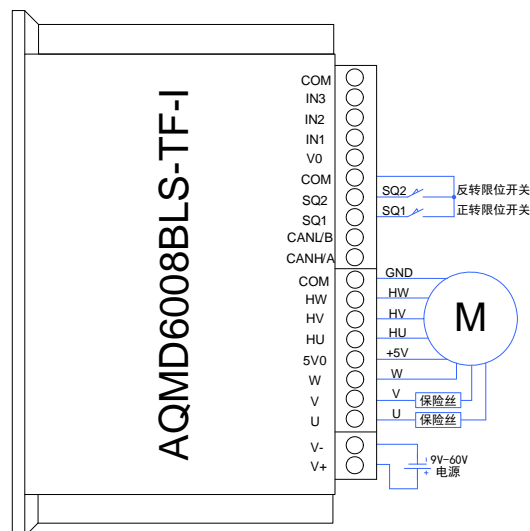 AQMD6008BLS-TF-I
COM
IN3
IN2
IN1
V0
COM
SQ2 SQ2 反转限位开关
SQ1 SQ1 正转限位开关
CANL/B
CANH/A
COM GND
HW HW
HV HV
HU HU
5V0 +5V
W W
V V 保险丝
U U 保险丝
M
V-
V+
9V-60V
电源